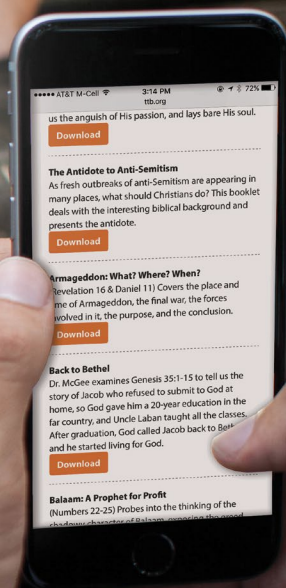 AT&T M-Cell 3:14 PM 72%
ttb.org
us the anguish of His passion, and lays bare His soul.
Download
The Antidote to Anti-Semitism
As fresh outbreaks of anti-Semitism are appearing in
many places, what should Christians do? This booklet
deals with the interesting biblical background and
presents the antidote.
Download
Armageddon: What? Where? When?
Revelation 16 & Daniel 11) Covers the place and
me of Armageddon, the final war, the forces
volved in it, the purpose, and the conclusion.
Download
Back to Bethel
Dr. McGee examines Genesis 35:1-15 to tell us the
story of Jacob who refused to submit to God at
home, so God gave him a 20-year education in the
far country, and Uncle Laban taught all the classes.
After graduation, God called Jacob back to Beth
and he started living for God.
Download
Balaam: A Prophet for Profit
(Numbers 22-25) Probes into the thinking of the
shadowy character of Balaam, exposing the greed